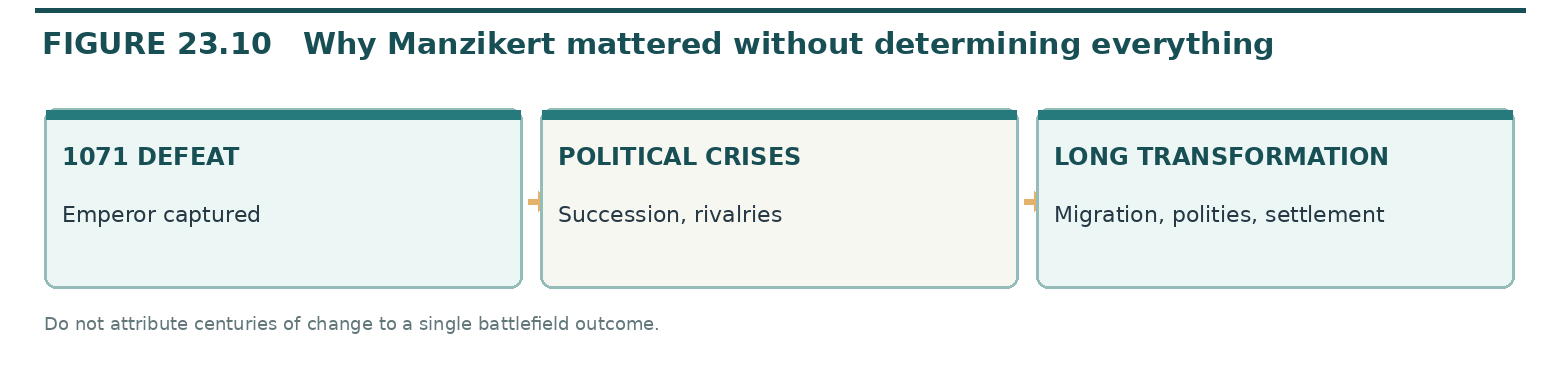 FIGURE 23.10 Why Manzikert mattered without determining everything
1071 DEFEAT
Emperor captured
POLITICAL CRISES
Succession, rivalries
LONG TRANSFORMATION
Migration, polities, settlement
Do not attribute centuries of change to a single battlefield outcome.